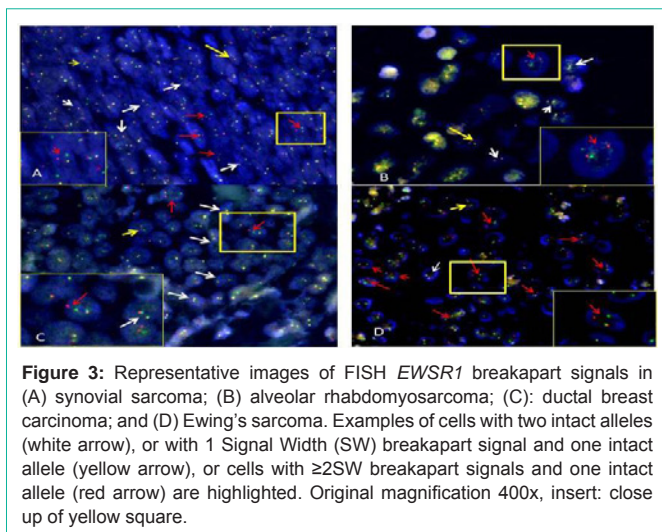 A
B
C
D
Figure 3: Representative images of FISH EWSR1 breakapart signals in
(A) synovial sarcoma; (B) alveolar rhabdomyosarcoma; (C): ductal breast
carcinoma; and (D) Ewing's sarcoma. Examples of cells with two intact alleles
(white arrow), or with 1 Signal Width (SW) breakapart signal and one intact
allele (yellow arrow), or cells with ≥2SW breakapart signals and one intact
allele (red arrow) are highlighted. Original magnification 400x, insert: close
up of yellow square.